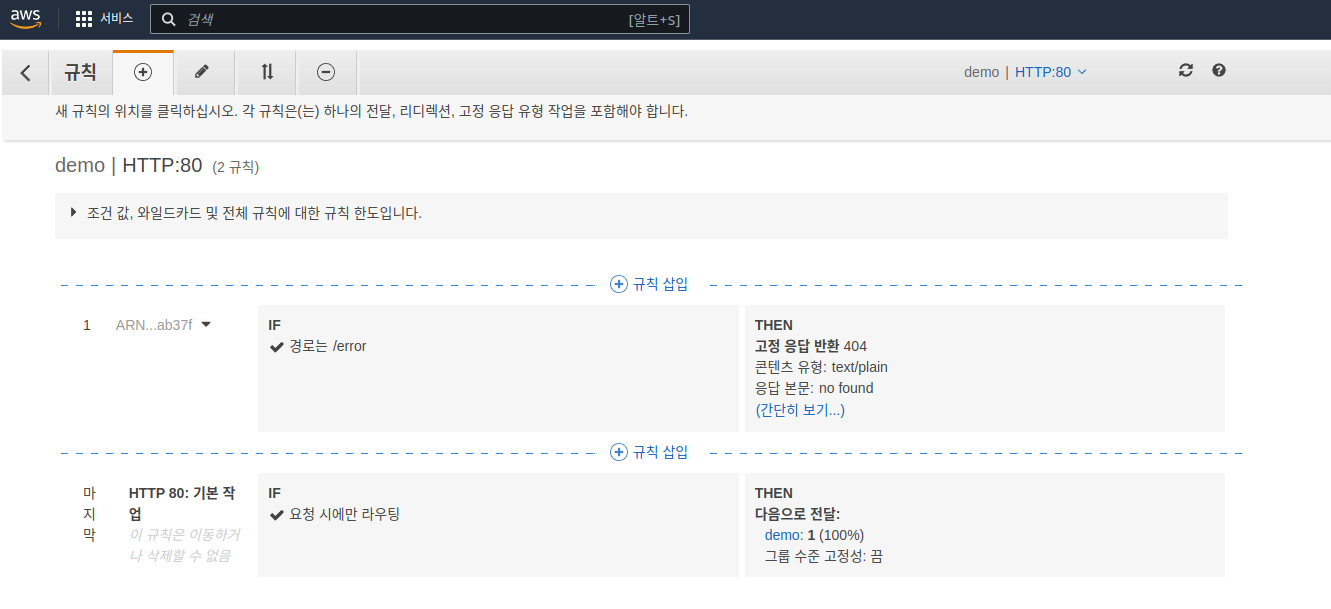 aws
서비스
검색
[알트+S]
규칙
demo | HTTP:80
새 규칙의 위치를 클릭하십시오. 각 규칙은(는) 하나의 전달, 리디렉션, 고정 응답 유형 작업을 포함해야 합니다.
demo | HTTP:80 (2 규칙)
조건 값, 와일드카드 및 전체 규칙에 대한 규칙 한도입니다.
규칙 삽입
1
ARN...ab37f
IF
경로는 /error
THEN
고정 응답 반환 404
콘텐츠 유형: text/plain
응답 본문: no found
(간단히 보기...)
규칙 삽입
마
지
막
HTTP 80: 기본 작
업
이 규칙은 이동하거
나 삭제할 수 없음
IF
요청 시에만 라우팅
THEN
다음으로 전달:
demo: 1 (100%)
그룹 수준 고정성: 끔